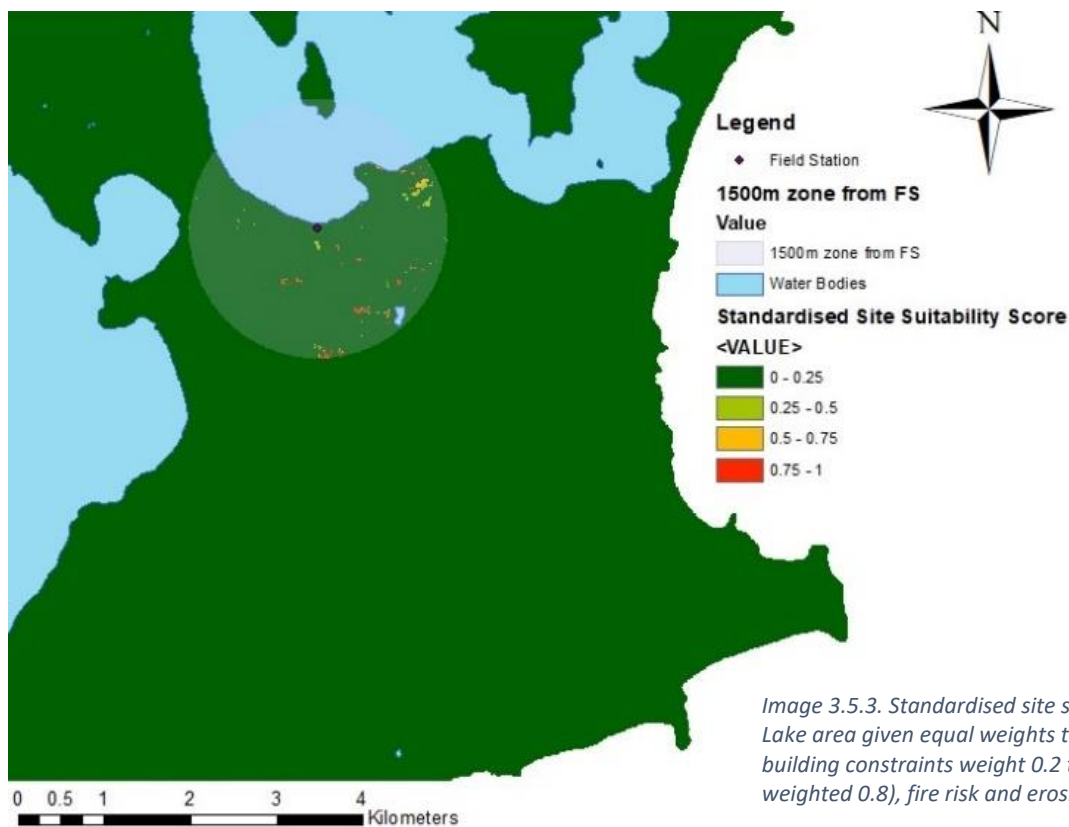 N
Legend
Field Station
1500m zone from FS
Value
1500m zone from FS
Water Bodies
Standardised Site Suitability Score
<VALUE>
0 - 0.25
0.25 - 0.5
0.5 - 0.75
0.75 - 1
Image 3.5.3. Standardised site s
Lake area given equal weights t
building constraints weight 0.2 t
weighted 0.8), fire risk and eros
0 0.5 1 2 3 4
Kilometers